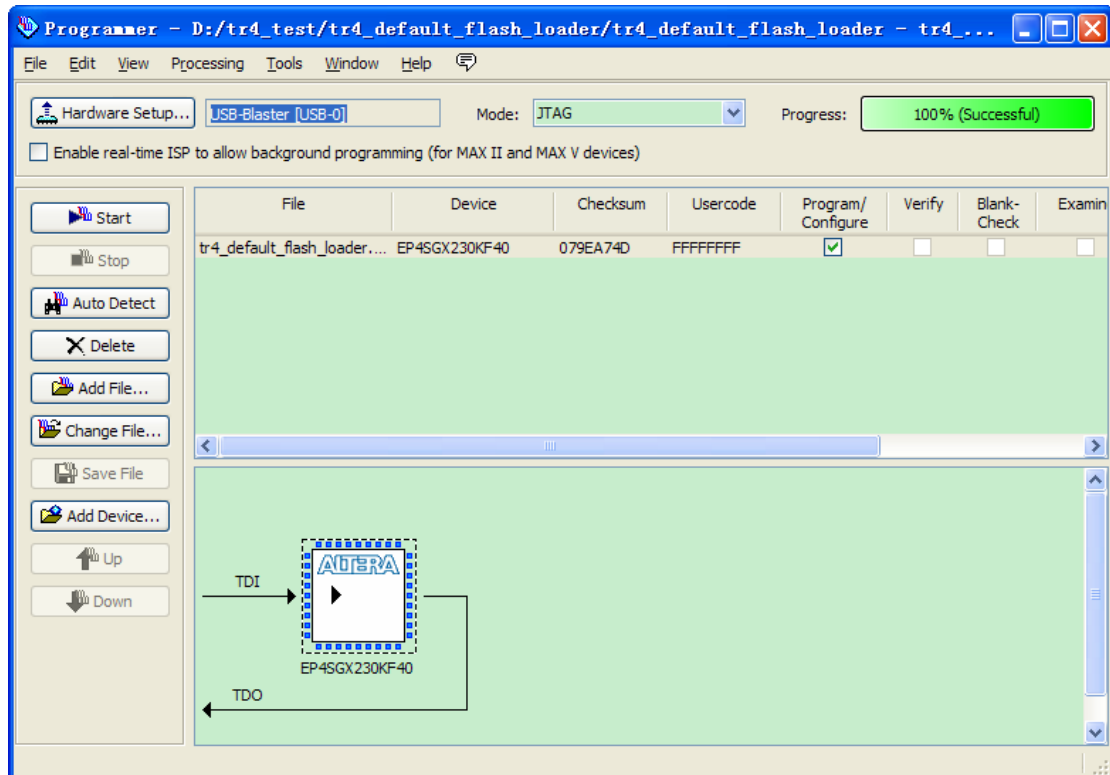 Programmer - D:/tr4_test/tr4_default_flash_loader/tr4_default_flash_loader - tr4_...
File Edit View Processing Tools Window Help
Hardware Setup... USB-Blaster [USB-0] Mode: JTAG Progress: 100% (Successful)
Enable real-time ISP to allow background programming (for MAX II and MAX V devices)
Start
Stop
Auto Detect
Delete
Add File...
Change File...
Save File
Add Device...
Up
Down
File Device Checksum Usercode Program/ Verify Blank- Examin
Configure Check
tr4_default_flash_loader.... EP4SGX230KF40 079EA74D FFFFFFFF
ALTERA
TDI
EP4SGX230KF40
TDO